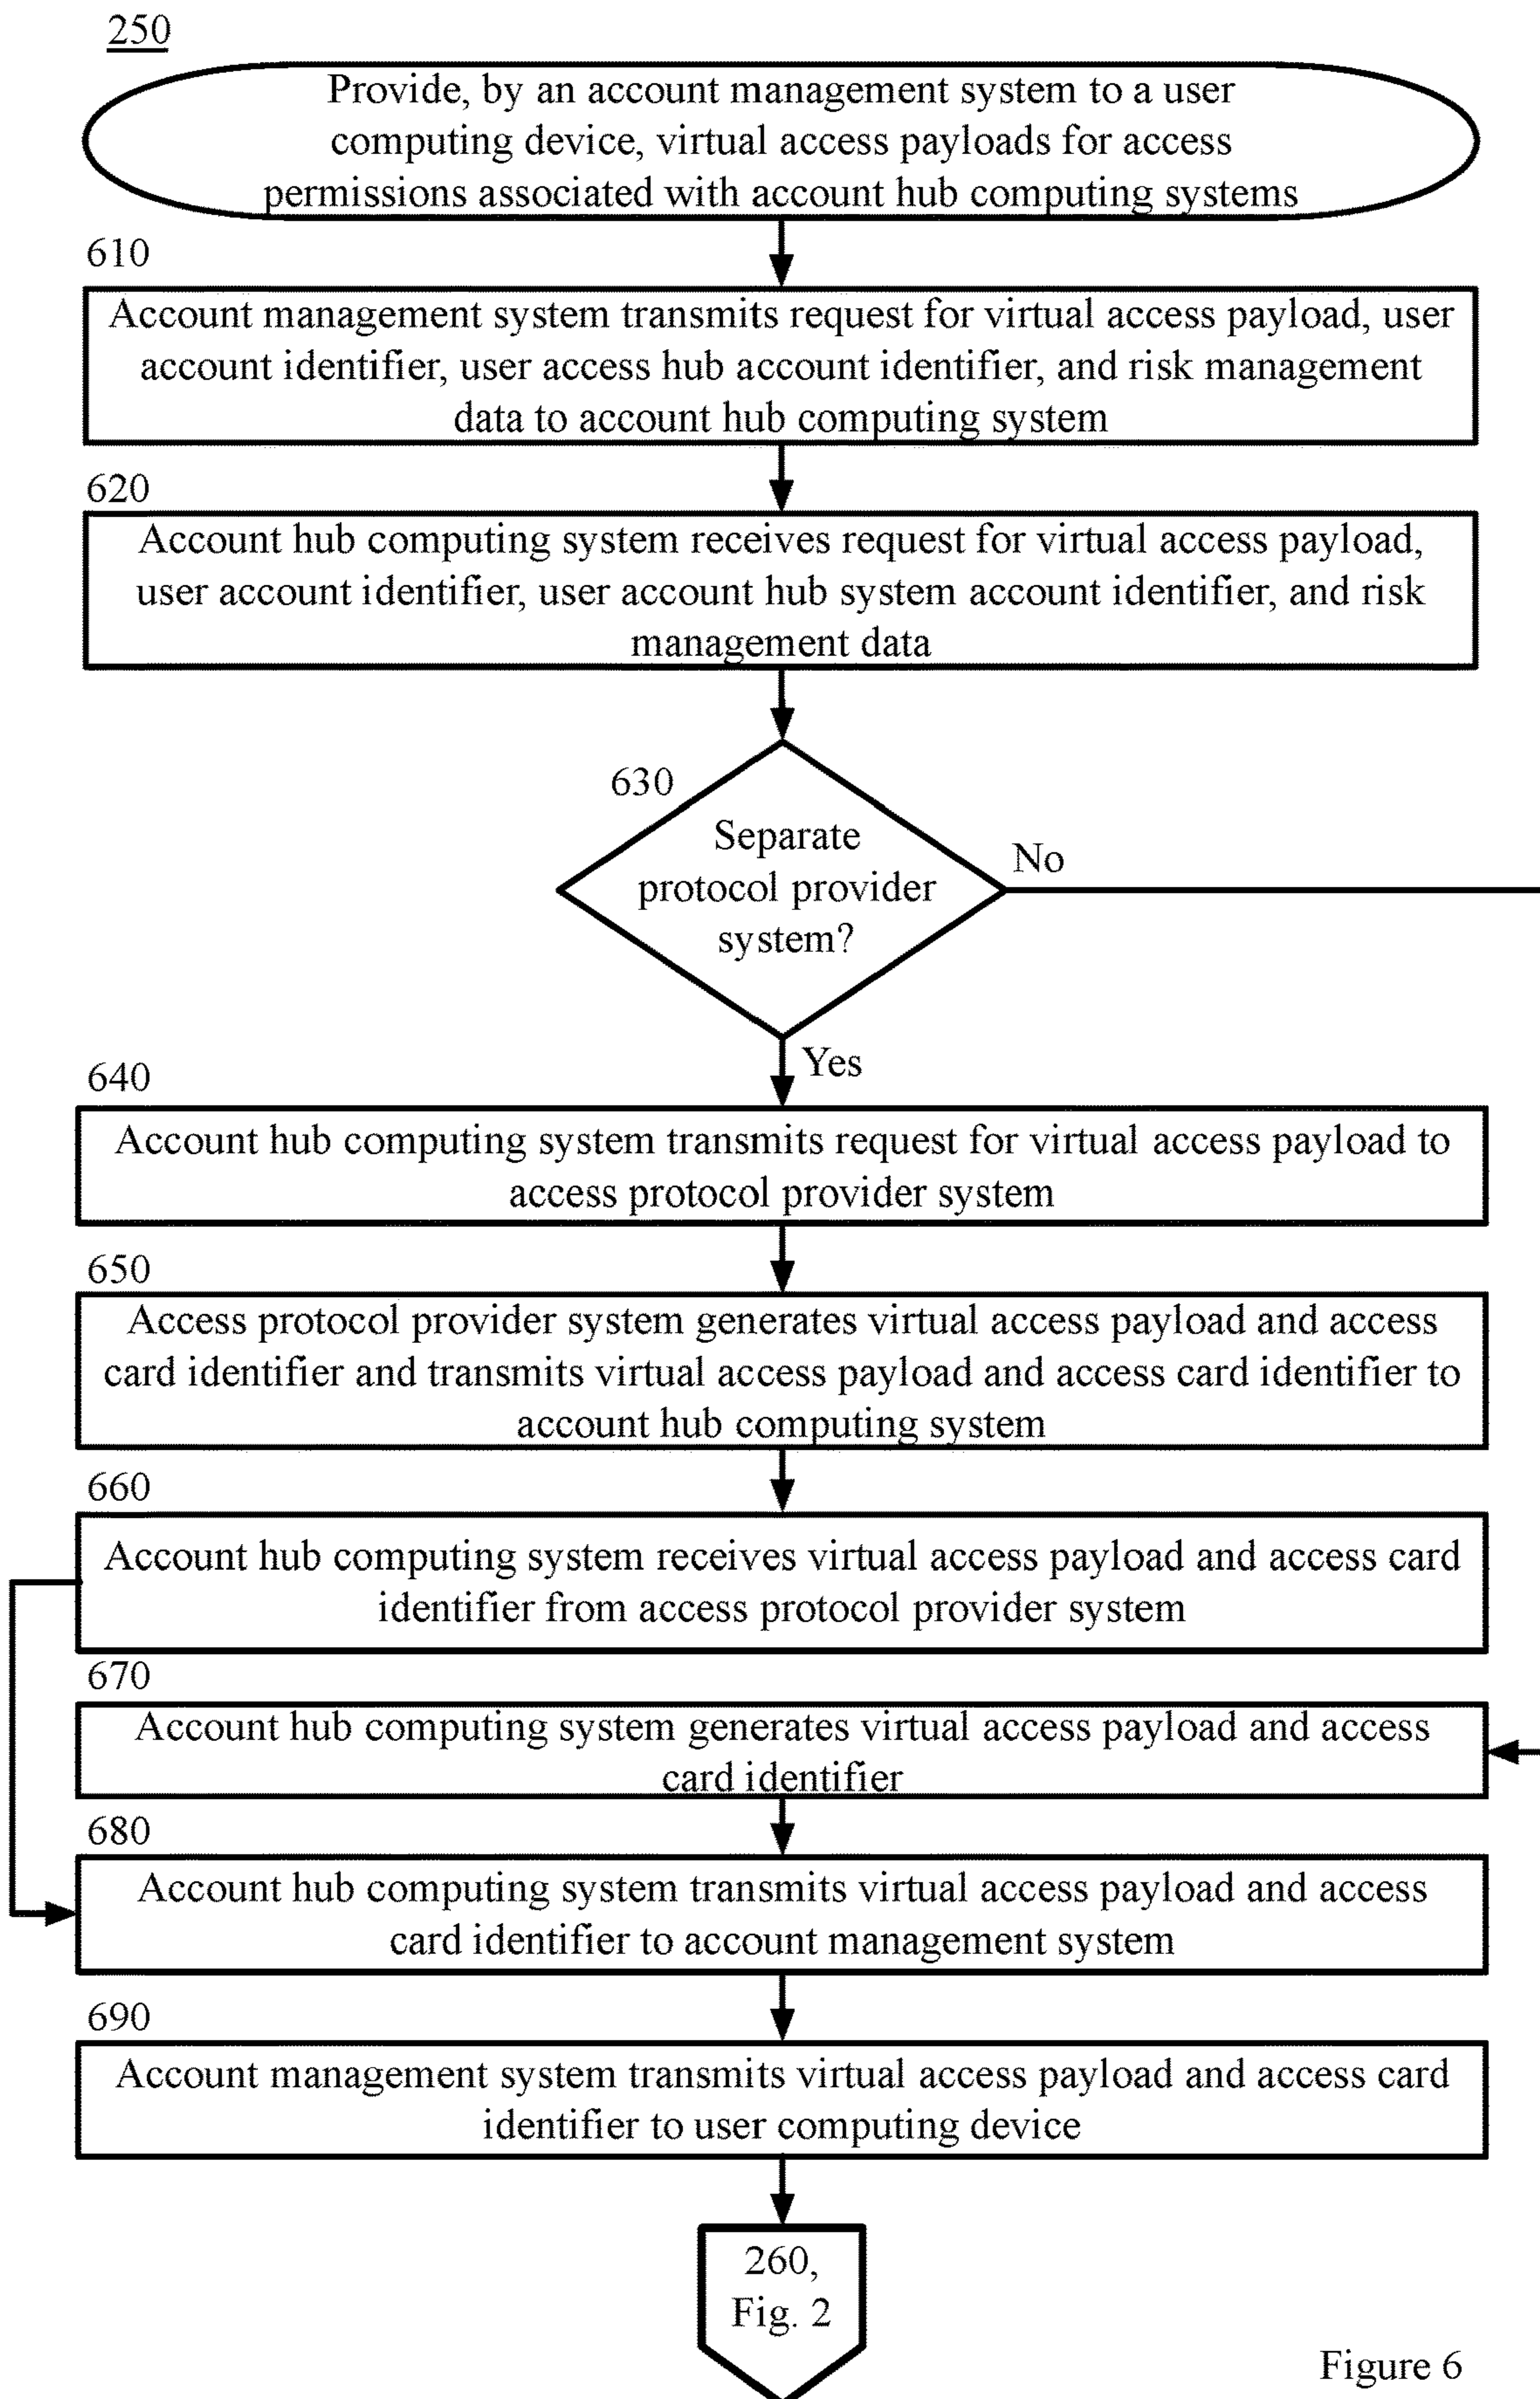 250
Provide, by an account management system to a user
computing device, virtual access payloads for access
permissions associated with account hub computing systems
610
Account management system transmits request for virtual access payload, user
account identifier, user access hub account identifier, and risk management
data to account hub computing system
620
Account hub computing system receives request for virtual access payload,
user account identifier, user account hub system account identifier, and risk
management data
630
Separate
protocol provider
system?
No
Yes
640
Account hub computing system transmits request for virtual access payload to
access protocol provider system
650
Access protocol provider system generates virtual access payload and access
card identifier and transmits virtual access payload and access card identifier to
account hub computing system
660
Account hub computing system receives virtual access payload and access card
identifier from access protocol provider system
670
Account hub computing system generates virtual access payload and access
card identifier
680
Account hub computing system transmits virtual access payload and access
card identifier to account management system
690
Account management system transmits virtual access payload and access card
identifier to user computing device
260,
Fig. 2
Figure 6